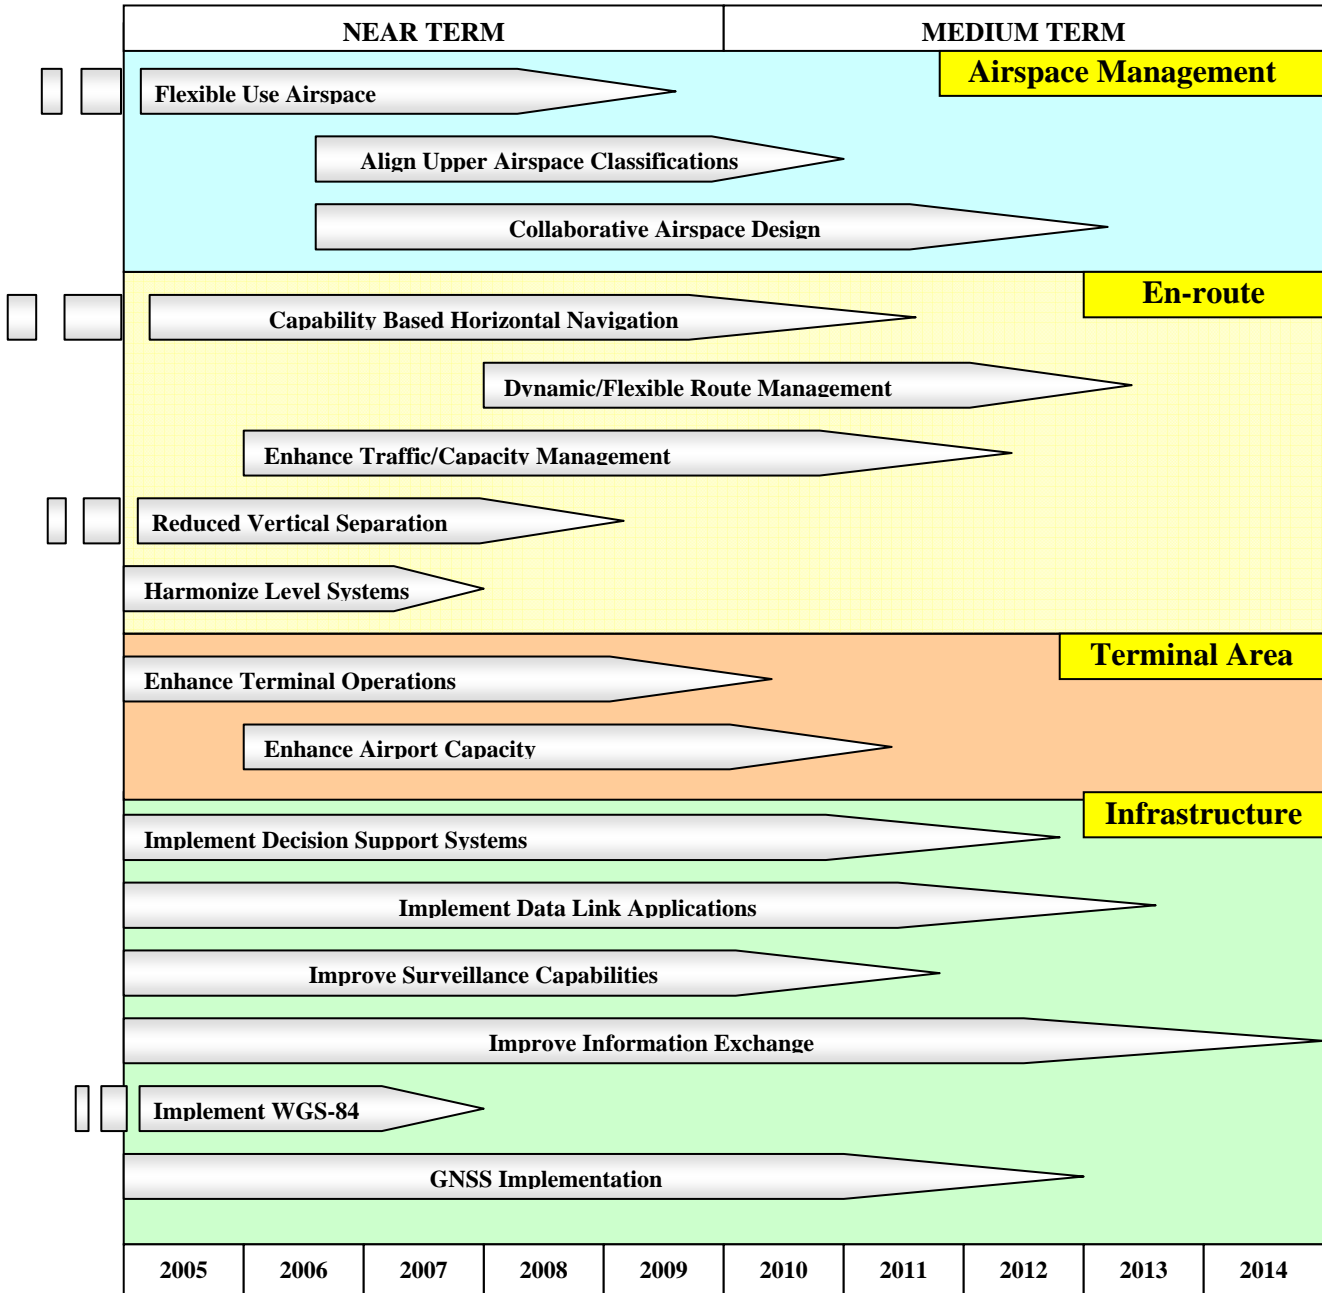 NEAR TERM
MEDIUM TERM
Airspace Management
Flexible Use Airspace
Align Upper Airspace Classifications
Collaborative Airspace Design
En-route
Capability Based Horizontal Navigation
Dynamic/Flexible Route Management
Enhance Traffic/Capacity Management
Reduced Vertical Separation
Harmonize Level Systems
Terminal Area
Enhance Terminal Operations
Enhance Airport Capacity
Infrastructure
Implement Decision Support Systems
Implement Data Link Applications
Improve Surveillance Capabilities
Improve Information Exchange
Implement WGS-84
GNSS Implementation
2005 2006 2007 2008 2009 2010 2011 2012 2013 2014